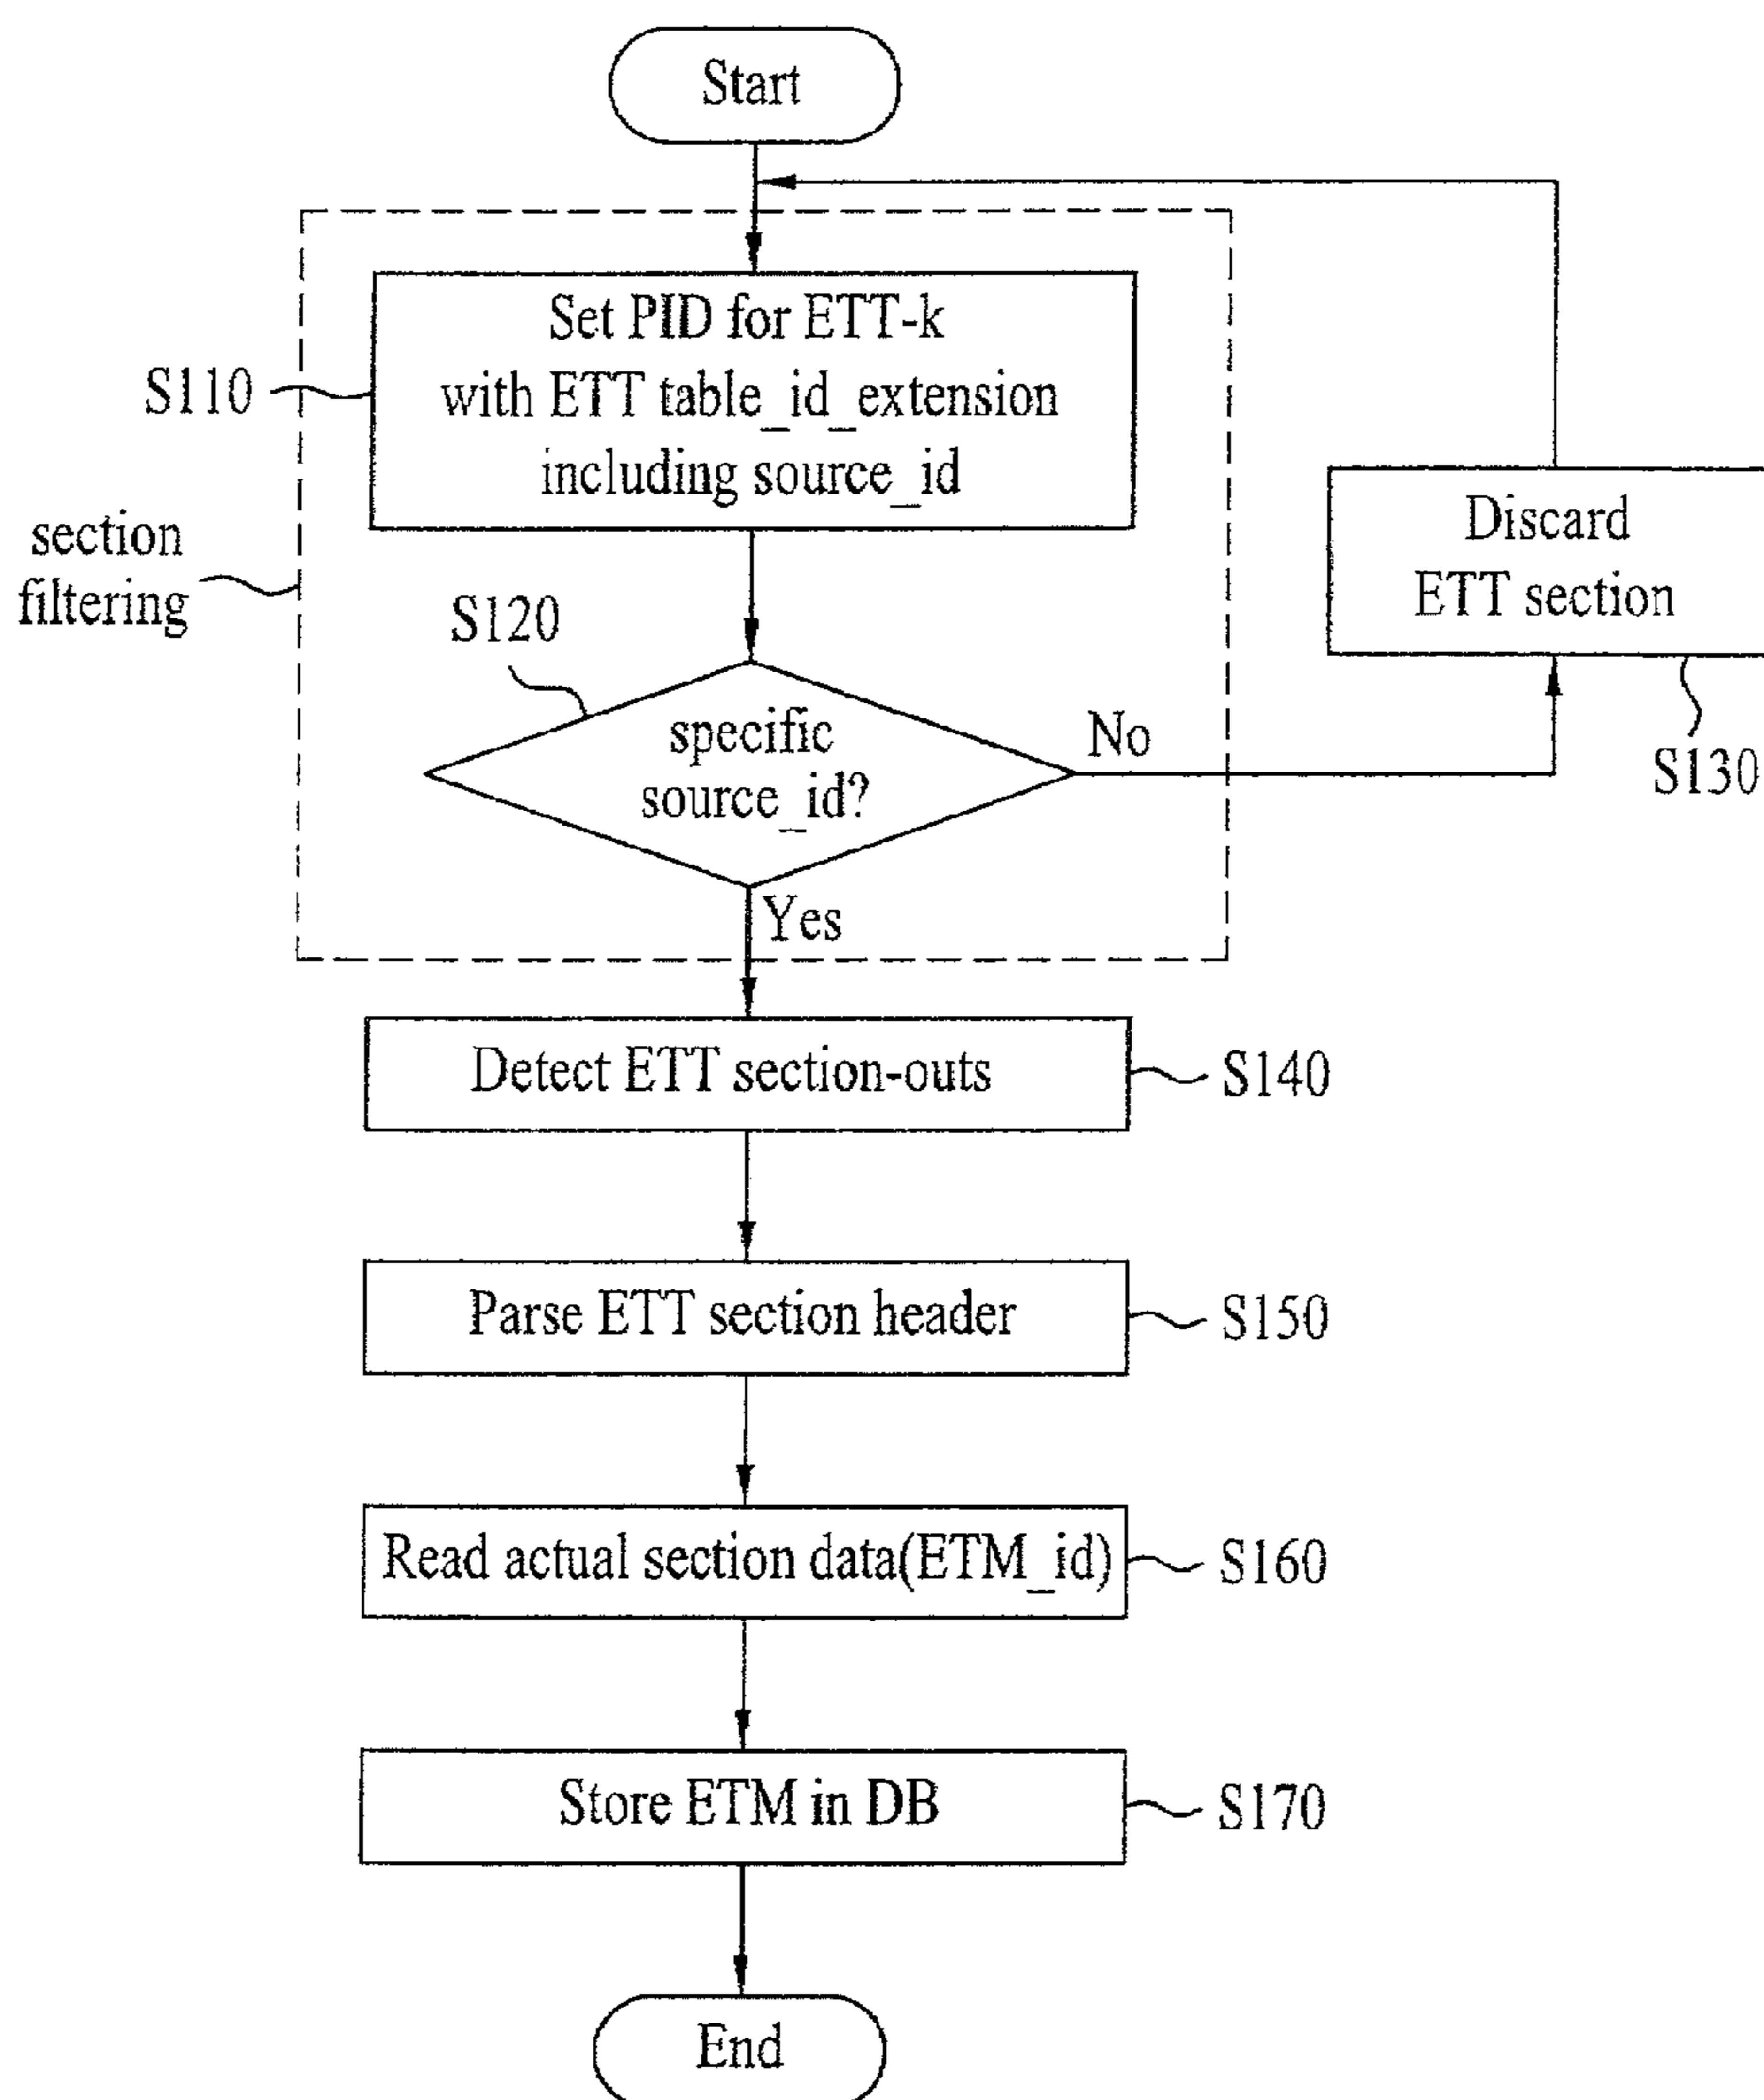 Start
Set PID for ETT-k
with ETT table_id_extension
including source_id
S110
section
filtering
Discard
ETT section
S120
specific
source_id?
No
S130
Yes
Detect ETT section-outs
S140
Parse ETT section header
S150
Read actual section data(ETM_id)
S160
Store ETM in DB
S170
End